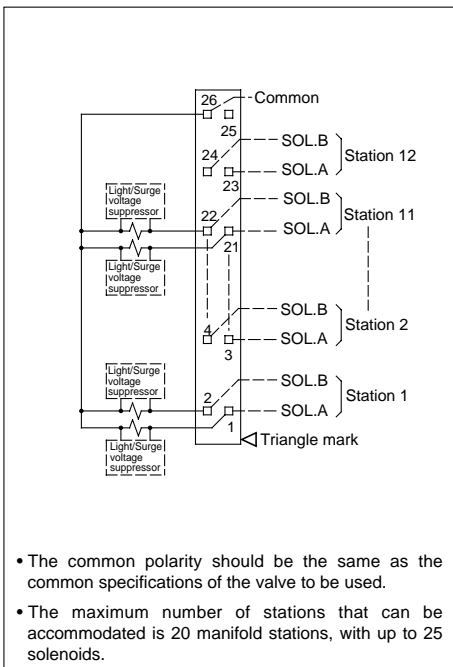 26
Common
25
SOL.B
24
Station 12
SOL.A
23
Light/Surge
voltage
suppressor
22
SOL.B
Station 11
SOL.A
21
Light/Surge
voltage
suppressor
SOL.B
4
Station 2
SOL.A
3
Light/Surge
voltage
suppressor
SOL.B
2
Station 1
SOL.A
1
Triangle mark
Light/Surge
voltage
suppressor
• The common polarity should be the same as the
common specifications of the valve to be used.
• The maximum number of stations that can be
accommodated is 20 manifold stations, with up to 25
solenoids.